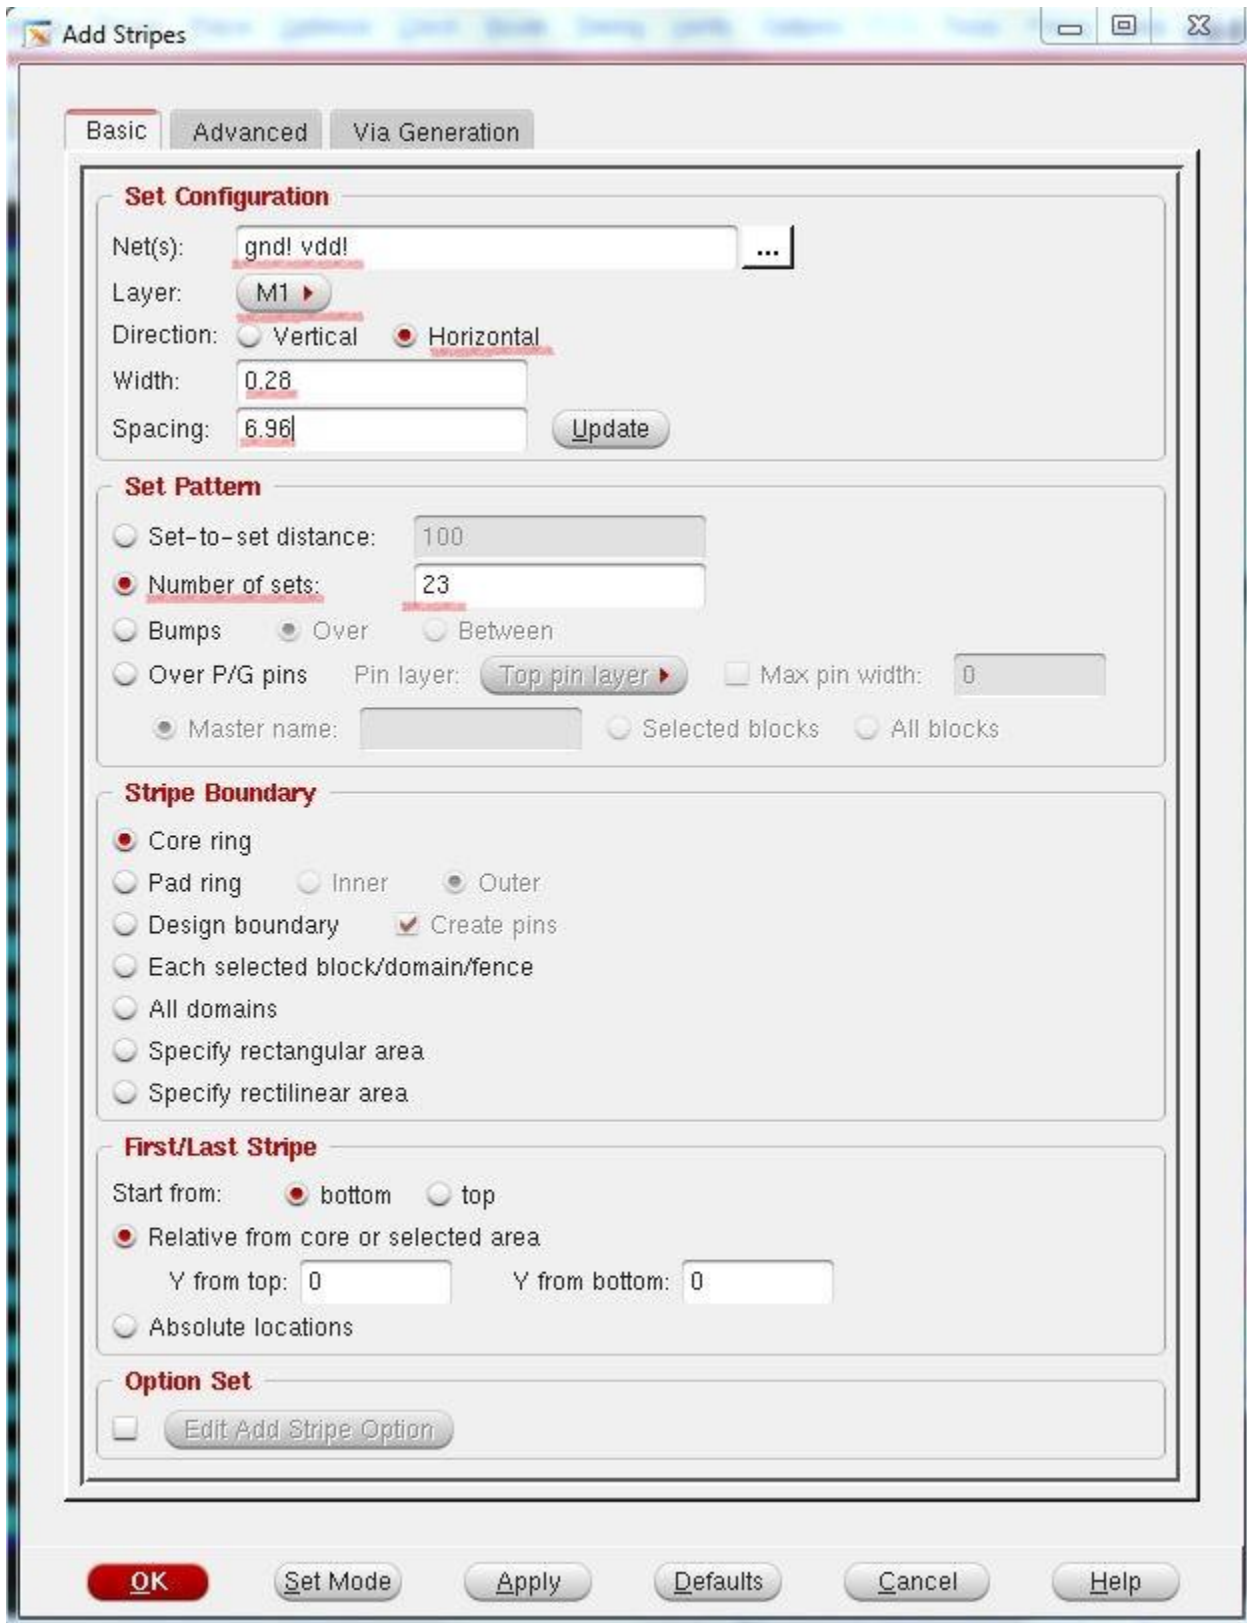 Add Stripes
Basic Advanced Via Generation
Set Configuration
Net(s): gnd! vdd! ...
Layer: M1
Direction: Vertical Horizontal
Width: 0.28
Spacing: 6.96 Update
Set Pattern
Set-to-set distance: 100
Number of sets: 23
Bumps Over Between
Over P/G pins Pin layer: Top pin layer Max pin width: 0
Master name: Selected blocks All blocks
Stripe Boundary
Core ring
Pad ring Inner Outer
Design boundary Create pins
Each selected block/domain/fence
All domains
Specify rectangular area
Specify rectilinear area
First/Last Stripe
Start from: bottom top
Relative from core or selected area
Y from top: 0 Y from bottom: 0
Absolute locations
Option Set
Edit Add Stripe Option
OK Set Mode Apply Defaults Cancel Help